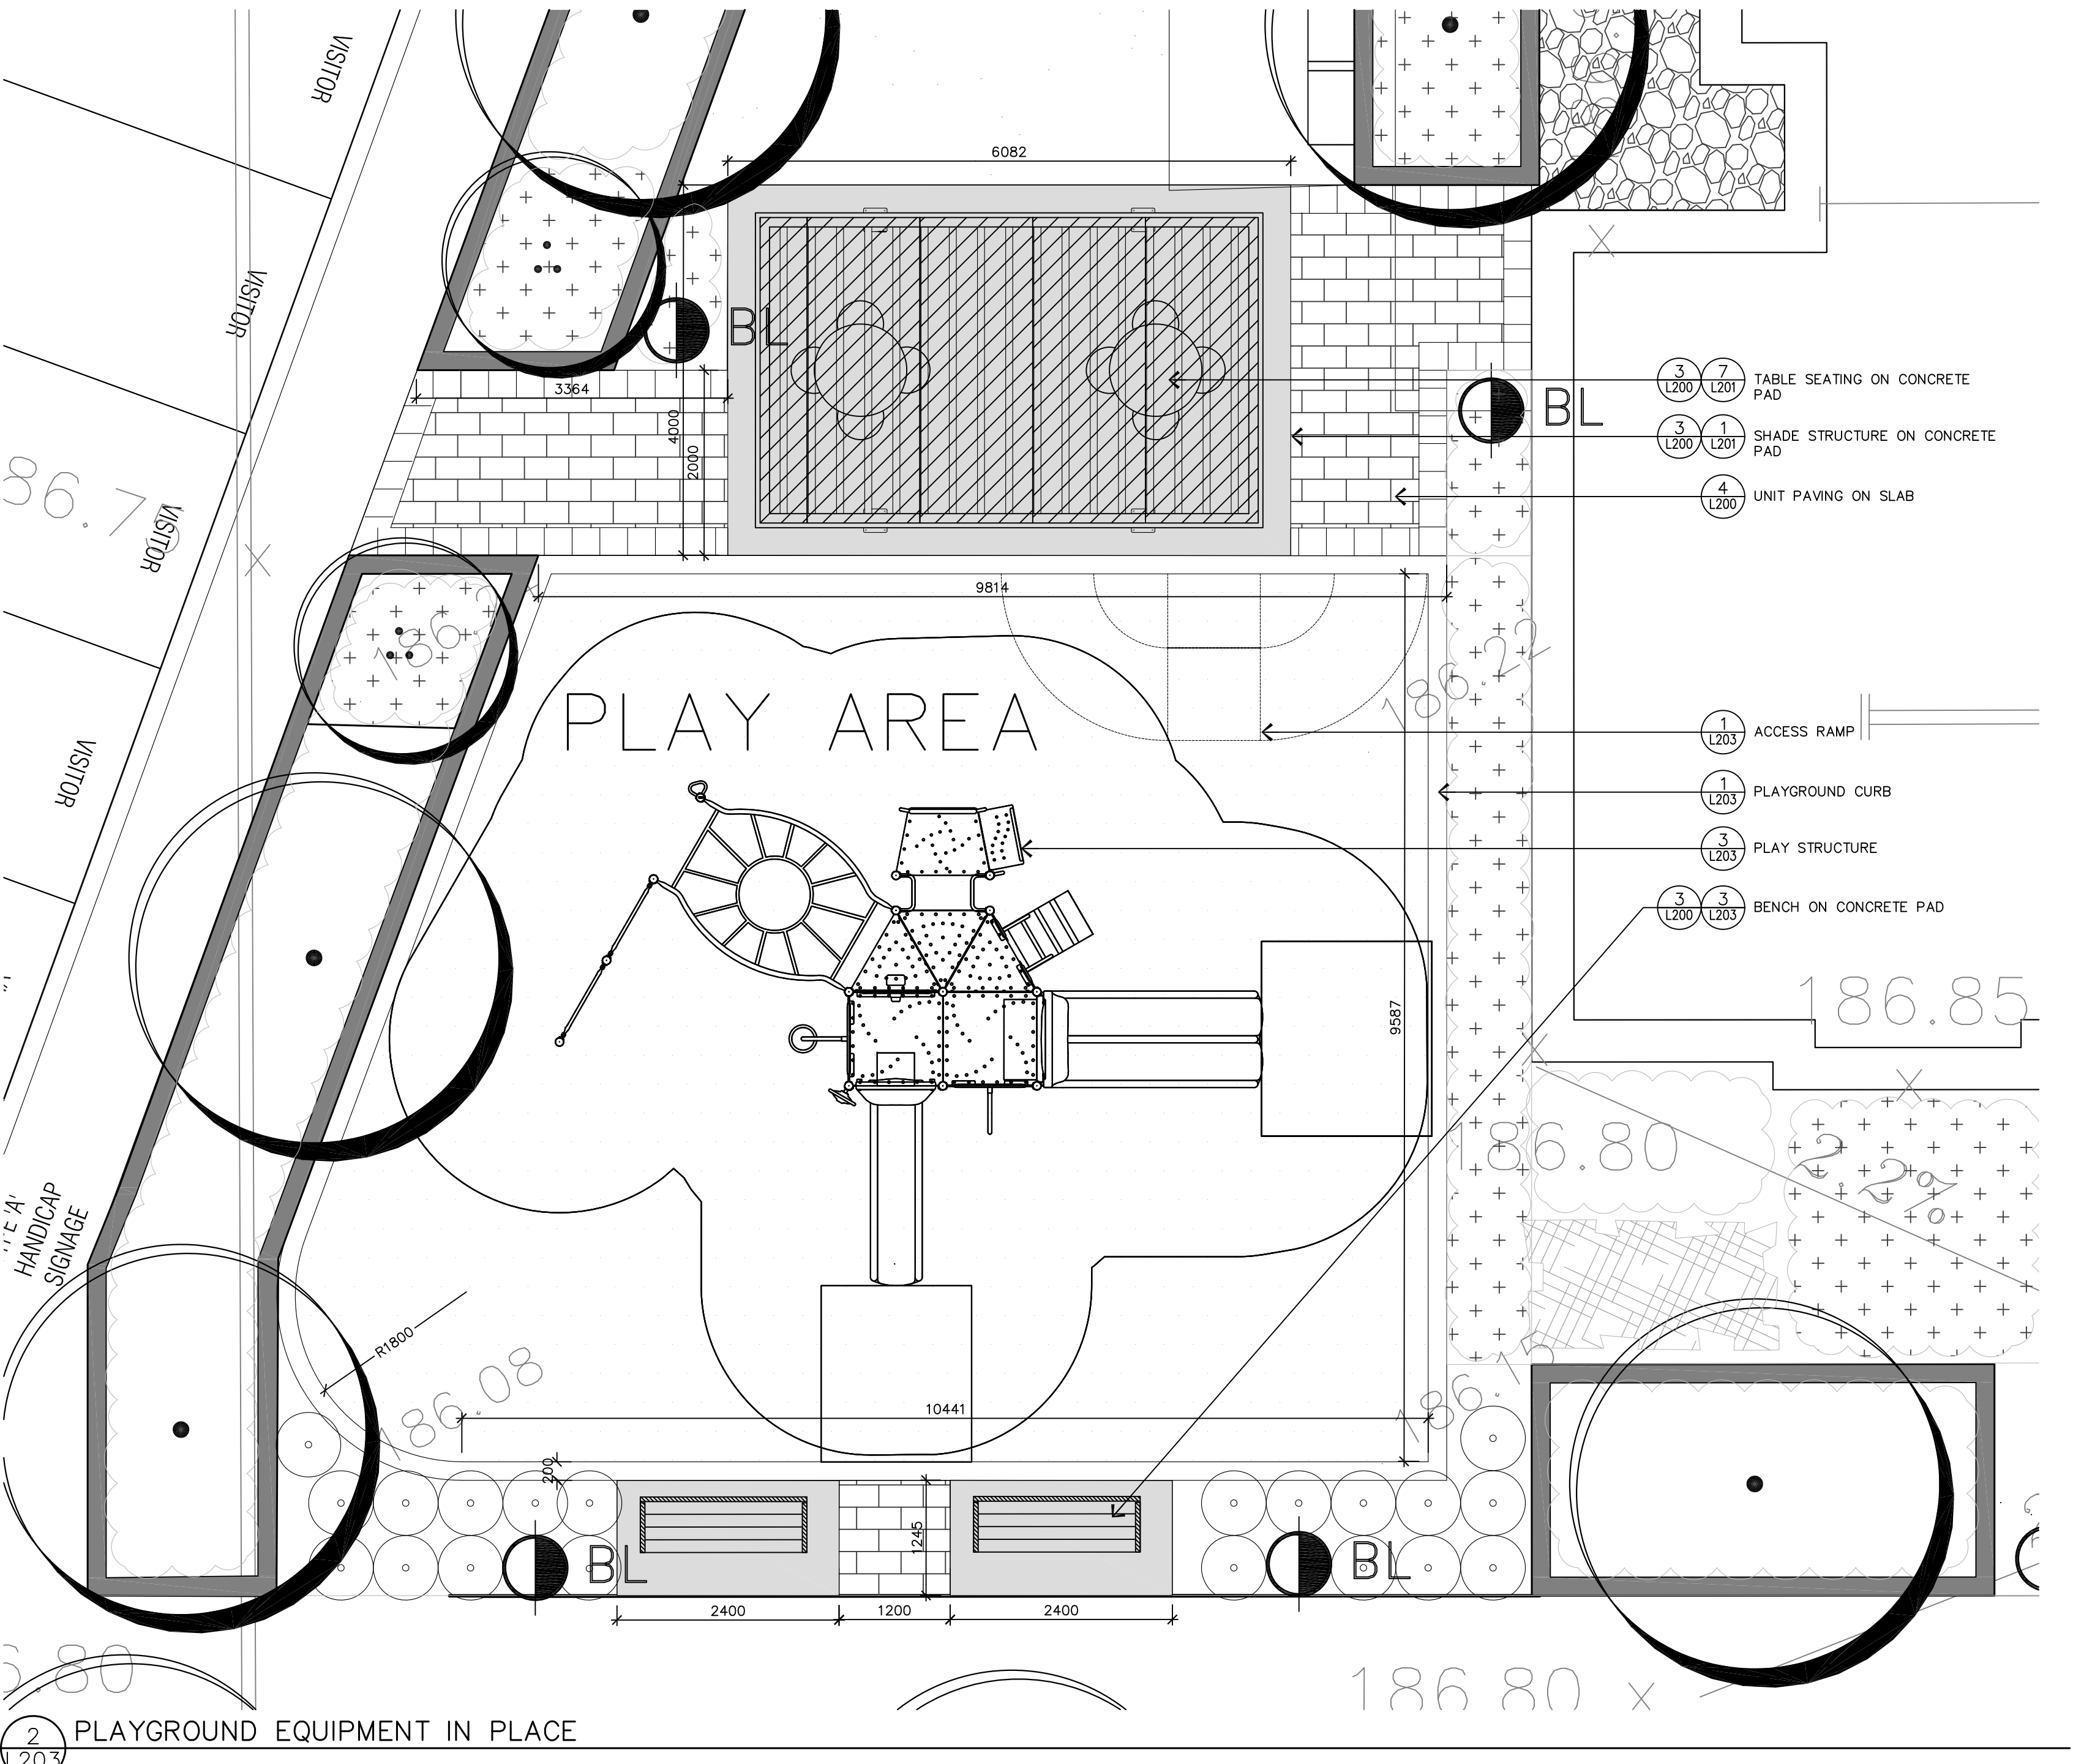 VISITOR
6082
VISITOR
BL
3364
4000
2000
3 7 TABLE SEATING ON CONCRETE
L200 L201 PAD
BL
3 1 SHADE STRUCTURE ON CONCRETE
L200 L201 PAD
4 UNIT PAVING ON SLAB
L200
VISITOR
9814
186.22
PLAY AREA
1 ACCESS RAMP
L203
VISITOR
1 PLAYGROUND CURB
L203
3 PLAY STRUCTURE
L203
3 3 BENCH ON CONCRETE PAD
L200 L203
186.85
9587
186.80
2.2%
'A'
HANDICAP
SIGNAGE
R1800
186.08
10441
200
1245
BL
BL
2400 1200 2400
186.80
2 PLAYGROUND EQUIPMENT IN PLACE
L203